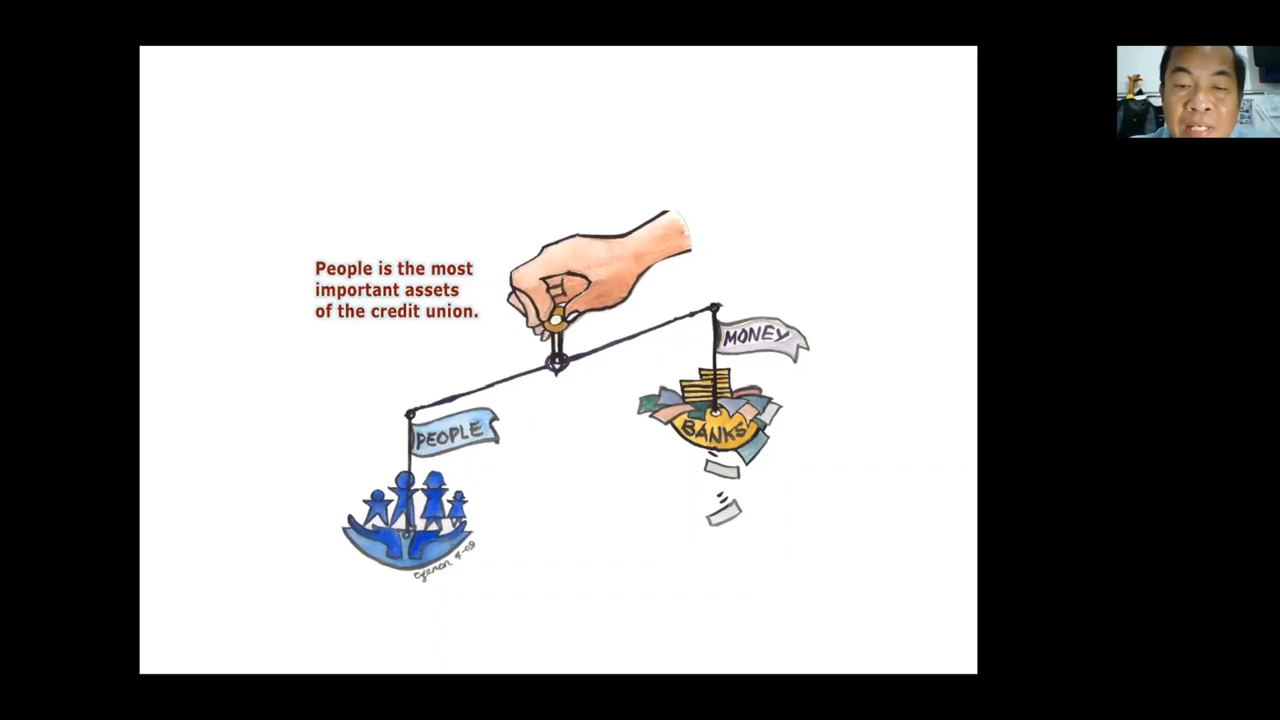 People is the most
important assets
of the credit union.
MONEY
PEOPLE
BANKS